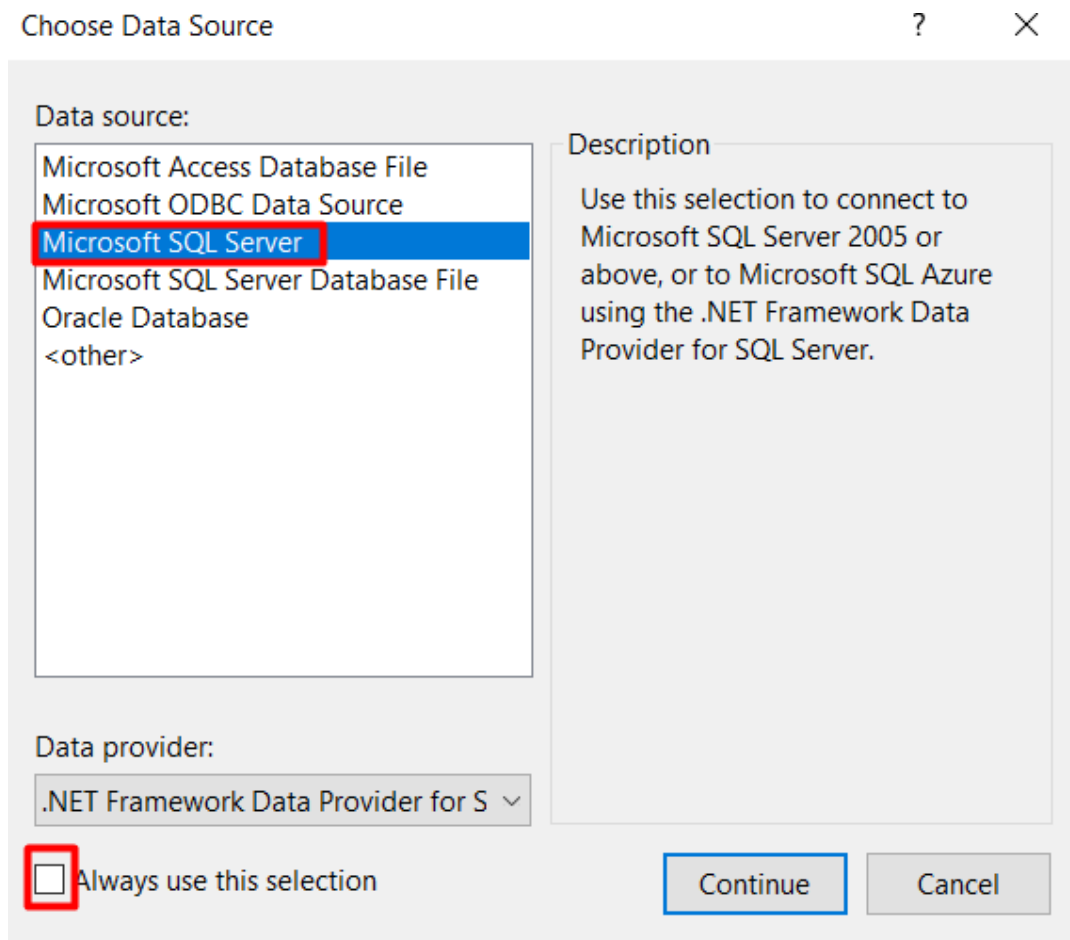 Choose Data Source
?
Data source:
Microsoft Access Database File
Microsoft ODBC Data Source
Microsoft SQL Server
Microsoft SQL Server Database File
Oracle Database
<other>
Description
Use this selection to connect to
Microsoft SQL Server 2005 or
above, or to Microsoft SQL Azure
using the .NET Framework Data
Provider for SQL Server.
Data provider:
.NET Framework Data Provider for S
Always use this selection
Continue
Cancel